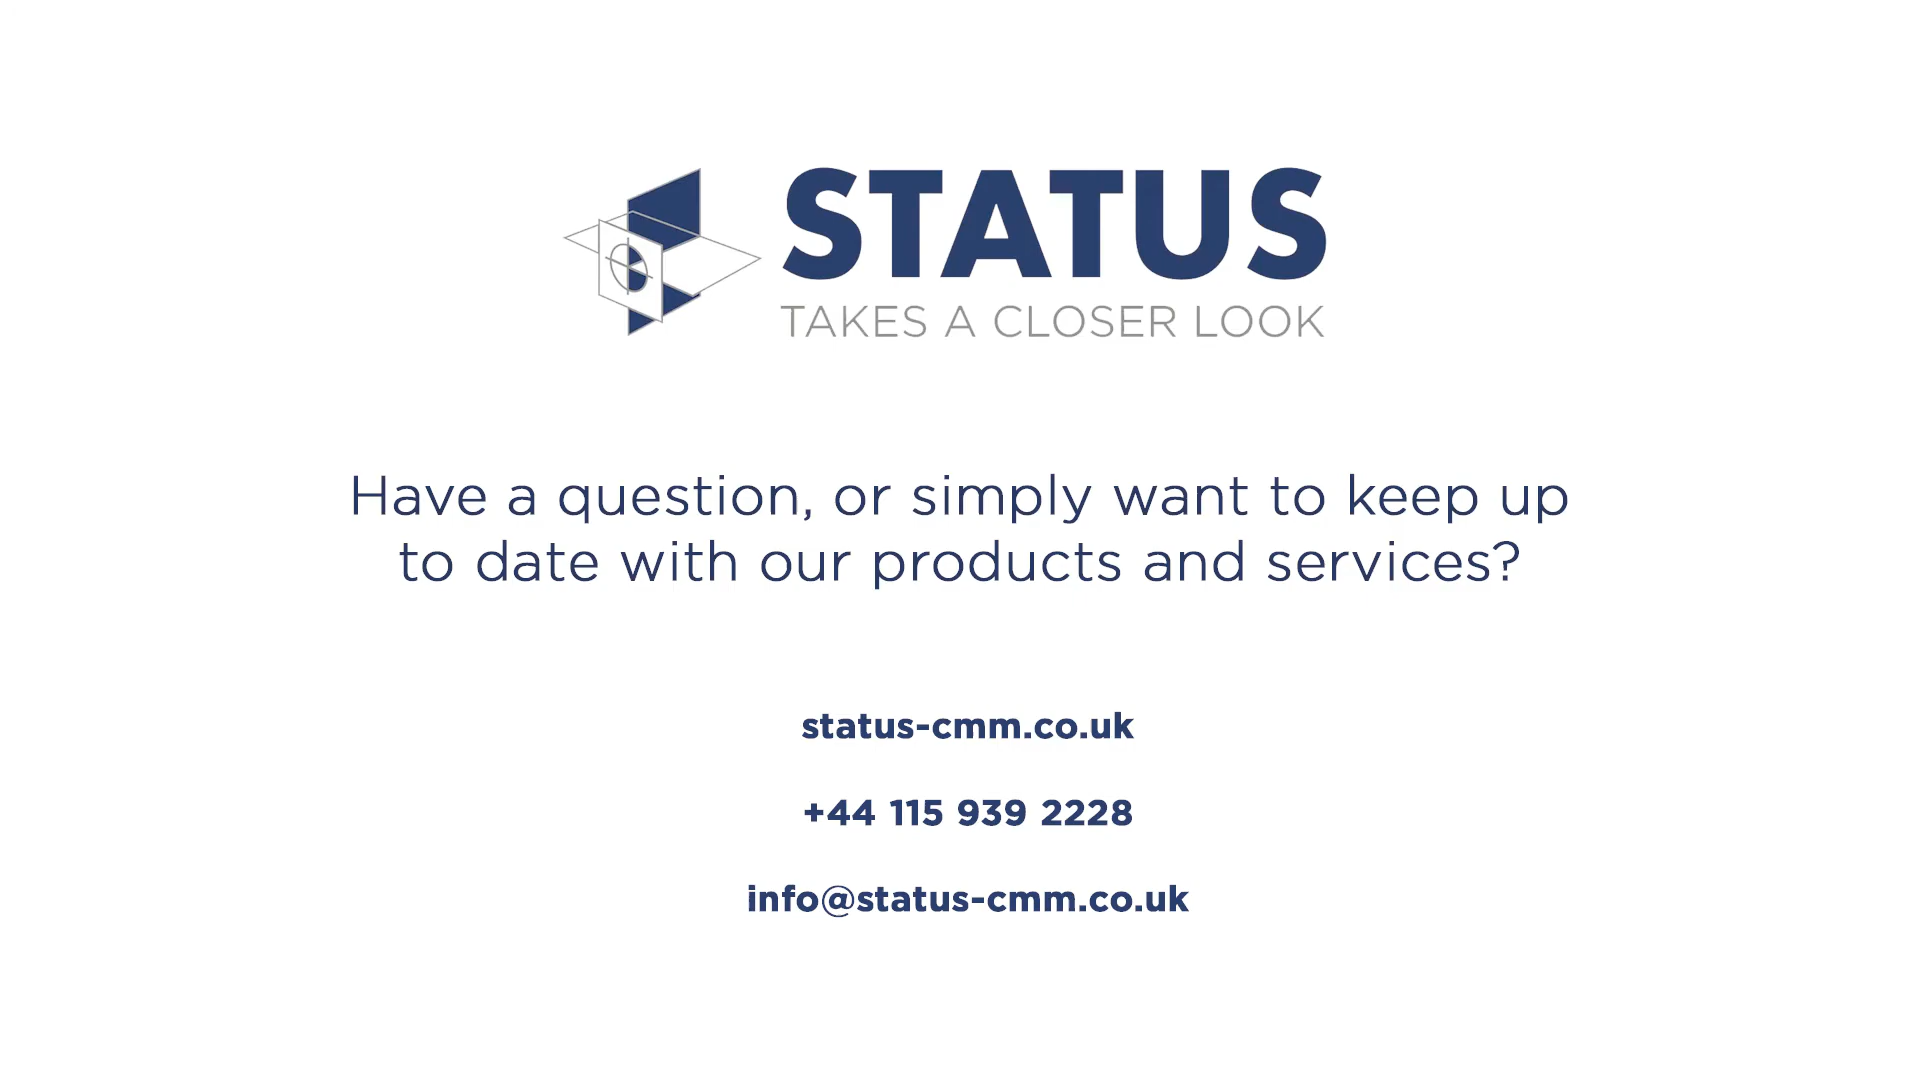 STATUS
TAKES A CLOSER LOOK
Have a question, or simply want to keep up
to date with our products and services?
status-cmm.co.uk
+44 115 939 2228
info@status-cmm.co.uk